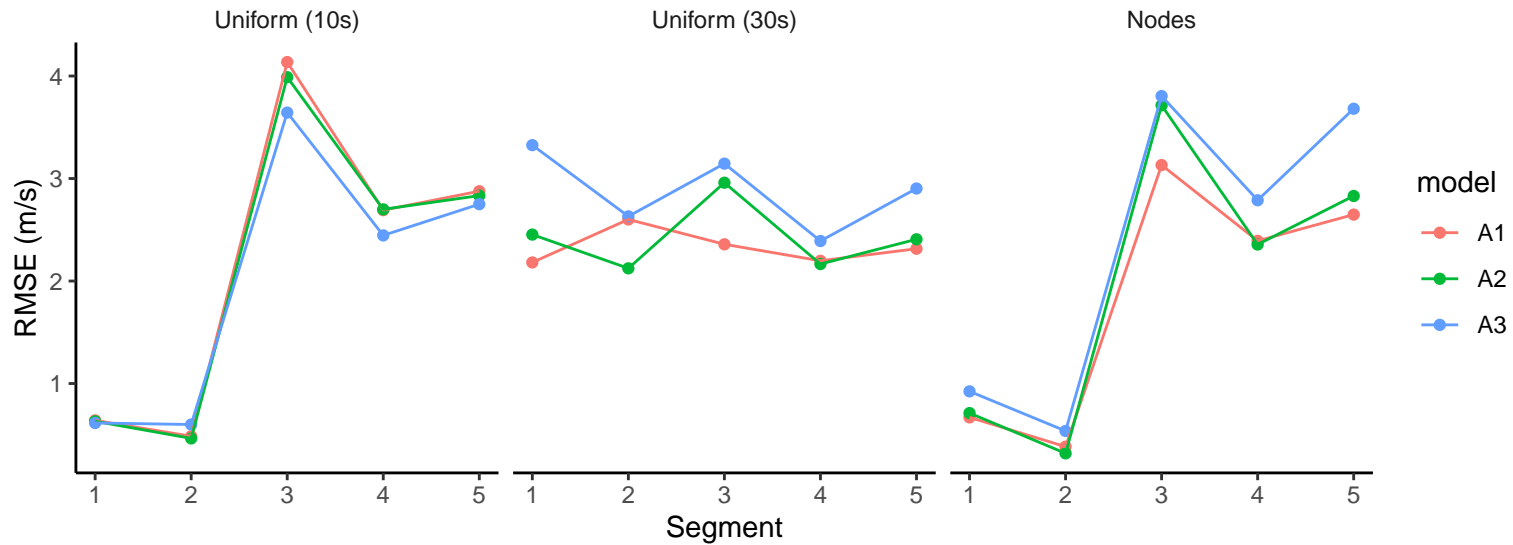 Uniform (10s)
Uniform (30s)
Nodes
RMSE (m/s)
4
3
2
1
1 2 3 4 5
1 2 3 4 5
1 2 3 4 5
Segment
model
A1
A2
A3